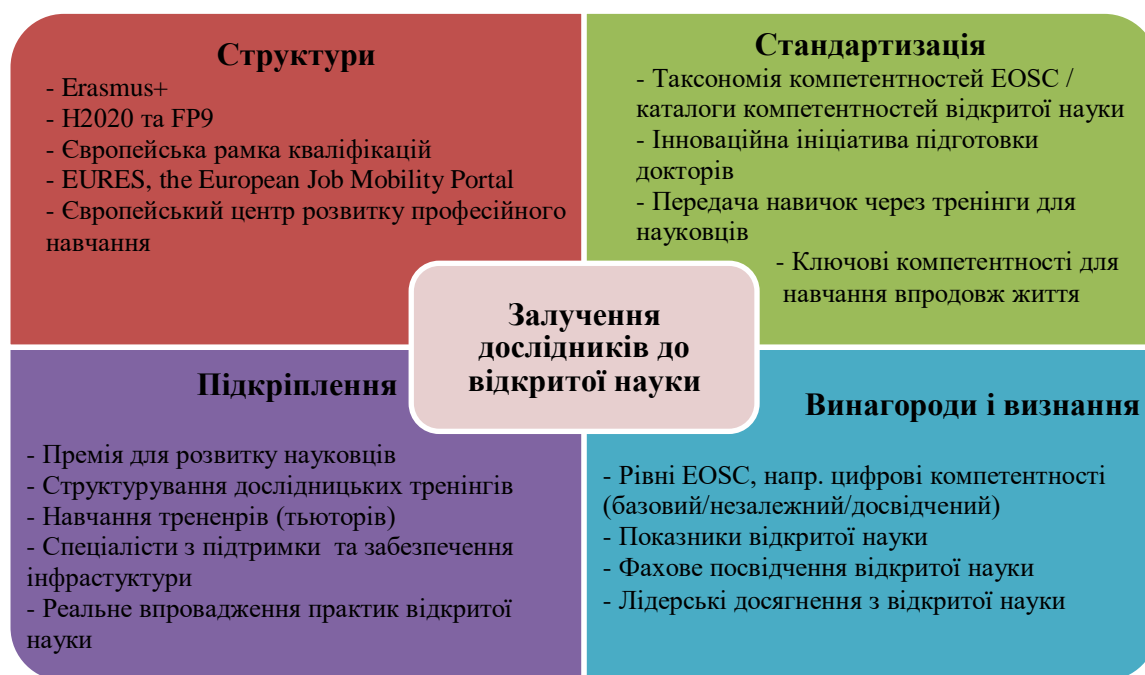 Структури
- Erasmus+
- H2020 та FP9
- Європейська рамка кваліфікацій
- EURES, the European Job Mobility Portal
- Європейський центр розвитку професійного
навчання
Стандартизація
- Таксономія компетентностей EOSC /
каталоги компетентностей відкритої науки
- Інноваційна ініціатива підготовки
докторів
- Передача навичок через тренінги для
науковців
- Ключові компетентності для
навчання впродовж життя
Залучення
дослідників до
відкритої науки
Підкріплення
- Премія для розвитку науковців
- Структурування дослідницьких тренінгів
- Навчання трененрів (тьюторів)
- Спеціалісти з підтримки та забезпечення
інфрастуктури
- Реальне впровадження практик відкритої
науки
Винагороди і визнання
- Рівні EOSC, напр. цифрові компетентності
(базовий/незалежний/досвідчений)
- Показники відкритої науки
- Фахове посвідчення відкритої науки
- Лідерські досягнення з відкритої науки